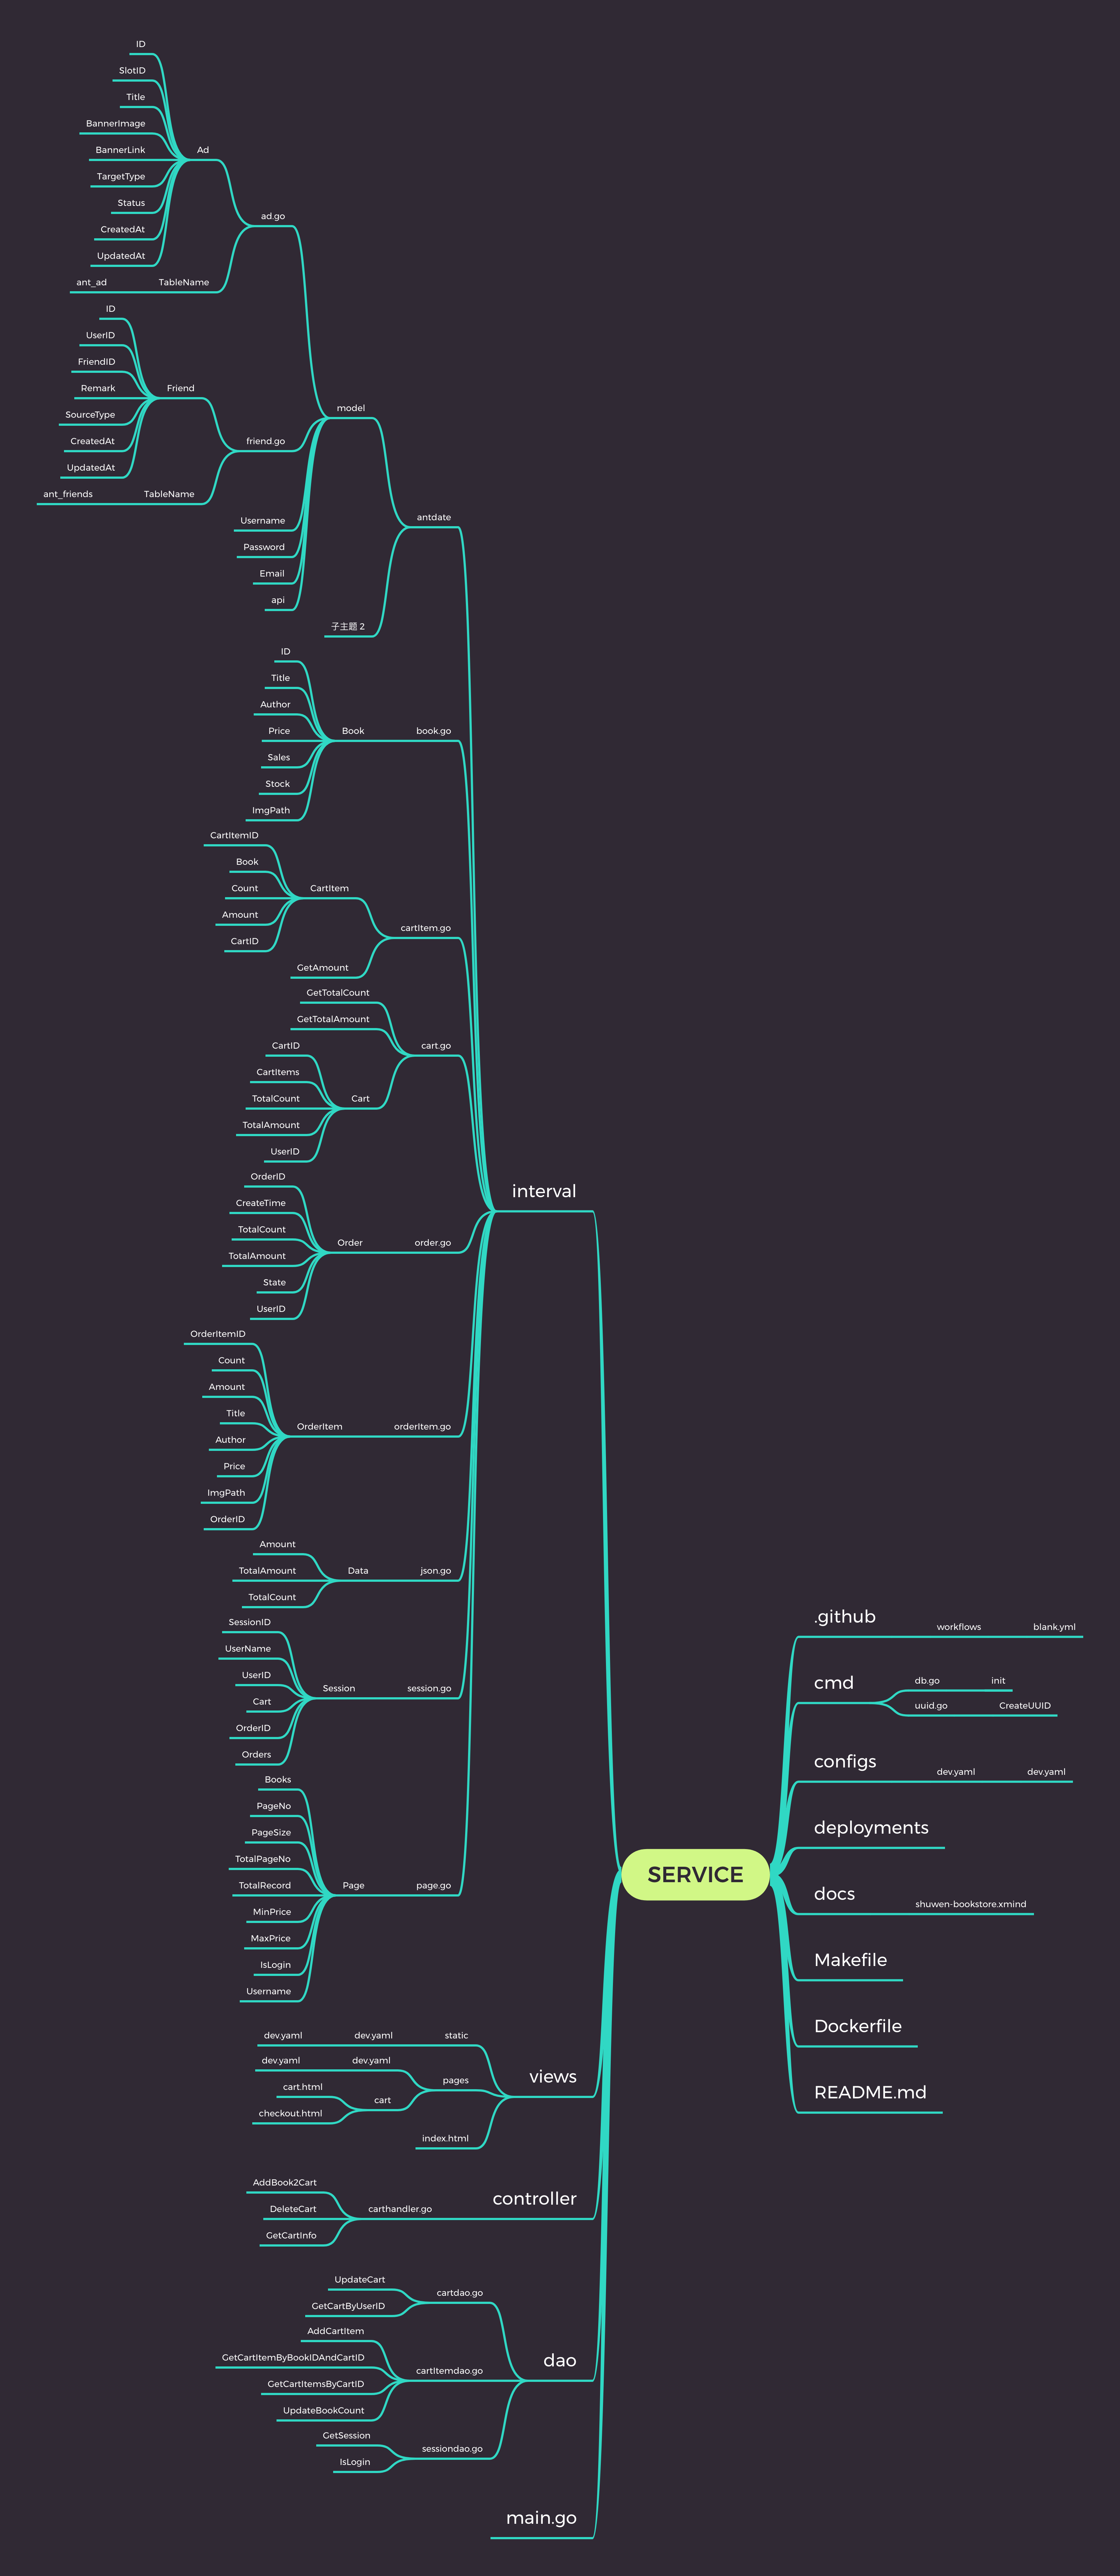 ID
SlotID
Title
BannerImage
BannerLink
TargetType
Status
CreatedAt
UpdatedAt
Ad
ant_ad
TableName
ad.go
ID
UserID
FriendID
Remark
SourceType
CreatedAt
UpdatedAt
Friend
ant_friends
TableName
friend.go
Username
Password
Email
api
model
子主题 2
antdate
ID
Title
Author
Price
Sales
Stock
ImgPath
Book
book.go
CartItemID
Book
Count
Amount
CartID
CartItem
GetAmount
cartItem.go
GetTotalCount
GetTotalAmount
CartID
CartItems
TotalCount
TotalAmount
UserID
Cart
cart.go
OrderID
CreateTime
TotalCount
TotalAmount
State
UserID
Order
order.go
OrderItemID
Count
Amount
Title
Author
Price
ImgPath
OrderID
OrderItem
orderItem.go
Amount
TotalAmount
TotalCount
Data
json.go
SessionID
UserName
UserID
Cart
OrderID
Orders
Session
session.go
Books
PageNo
PageSize
TotalPageNo
TotalRecord
MinPrice
MaxPrice
IsLogin
Username
Page
page.go
interval
dev.yaml
dev.yaml
static
dev.yaml
dev.yaml
cart.html
checkout.html
cart
pages
index.html
views
AddBook2Cart
DeleteCart
GetCartInfo
carthandler.go
controller
UpdateCart
GetCartByUserID
cartdao.go
AddCartItem
GetCartItemByBookIDAndCartID
GetCartItemsByCartID
UpdateBookCount
cartItemdao.go
GetSession
IsLogin
sessiondao.go
dao
main.go
SERVICE
.github
workflows
blank.yml
cmd
db.go
init
uuid.go
CreateUUID
configs
dev.yaml
dev.yaml
deployments
docs
shuwen-bookstore.xmind
Makefile
Dockerfile
README.md